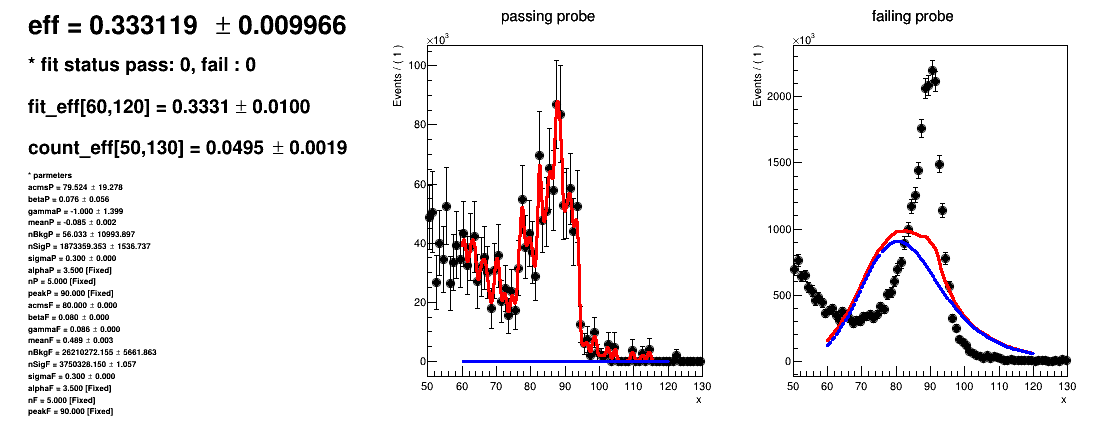 eff = 0.333119 ± 0.009966
* fit status pass: 0, fail : 0
fit_eff[60,120] = 0.3331 ± 0.0100
count_eff[50,130] = 0.0495 ± 0.0019
* parmeters
acmsP = 79.524 ± 19.278
betaP = 0.076 ± 0.056
gammaP = -1.000 ± 1.399
meanP = -0.085 ± 0.002
nBkgP = 56.033 ± 10993.897
nSigP = 1873359.353 ± 1536.737
sigmaP = 0.300 ± 0.000
alphaP = 3.500 [Fixed]
nP = 5.000 [Fixed]
peakP = 90.000 [Fixed]
acmsF = 80.000 ± 0.000
betaF = 0.080 ± 0.000
gammaF = 0.086 ± 0.000
meanF = 0.489 ± 0.003
nBkgF = 26210272.155 ± 5661.863
nSigF = 3750328.150 ± 1.057
sigmaF = 0.300 ± 0.000
alphaF = 3.500 [Fixed]
nF = 5.000 [Fixed]
peakF = 90.000 [Fixed]
passing probe
×10³
Events / ( 1 )
100
80
60
40
20
0
50 60 70 80 90 100 110 120 130
x
failing probe
×10³
Events / ( 1 )
2000
1500
1000
500
0
50 60 70 80 90 100 110 120 130
x